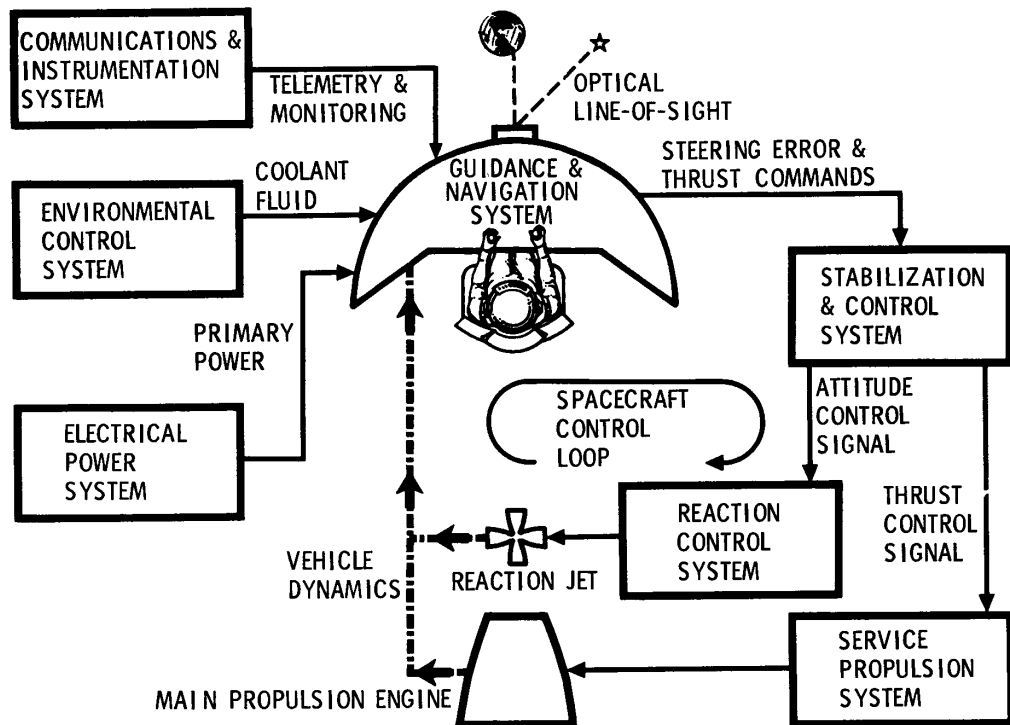 COMMUNICATIONS &
INSTRUMENTATION
SYSTEM
TELEMETRY &
MONITORING
OPTICAL
LINE-OF-SIGHT
GUIDANCE &
NAVIGATION
SYSTEM
STEERING ERROR &
THRUST COMMANDS
COOLANT
FLUID
ENVIRONMENTAL
CONTROL
SYSTEM
STABILIZATION
& CONTROL
SYSTEM
PRIMARY
POWER
ELECTRICAL
POWER
SYSTEM
SPACECRAFT
CONTROL
LOOP
ATTITUDE
CONTROL
SIGNAL
THRUST
CONTROL
SIGNAL
REACTION
CONTROL
SYSTEM
REACTION JET
VEHICLE
DYNAMICS
SERVICE
PROPULSION
SYSTEM
MAIN PROPULSION ENGINE